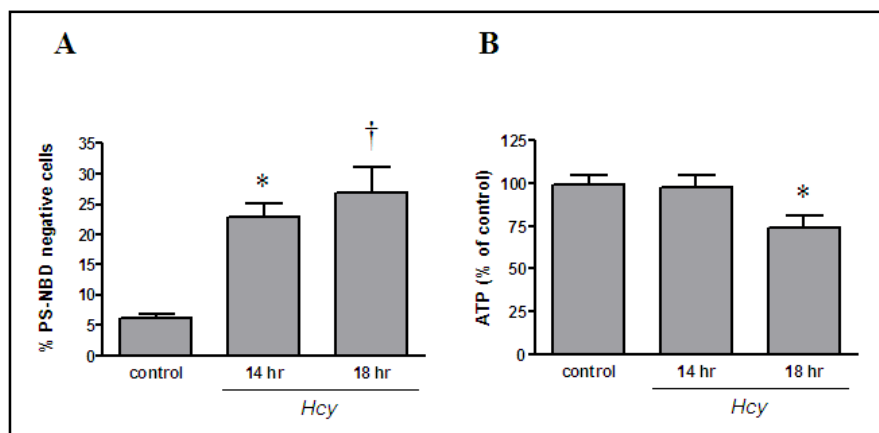 A
% PS-NBD negative cells
35
30
25
20
15
10
5
0
*
†
control 14 hr 18 hr
Hcy
B
ATP (% of control)
125
100
75
50
25
0
*
control 14 hr 18 hr
Hcy